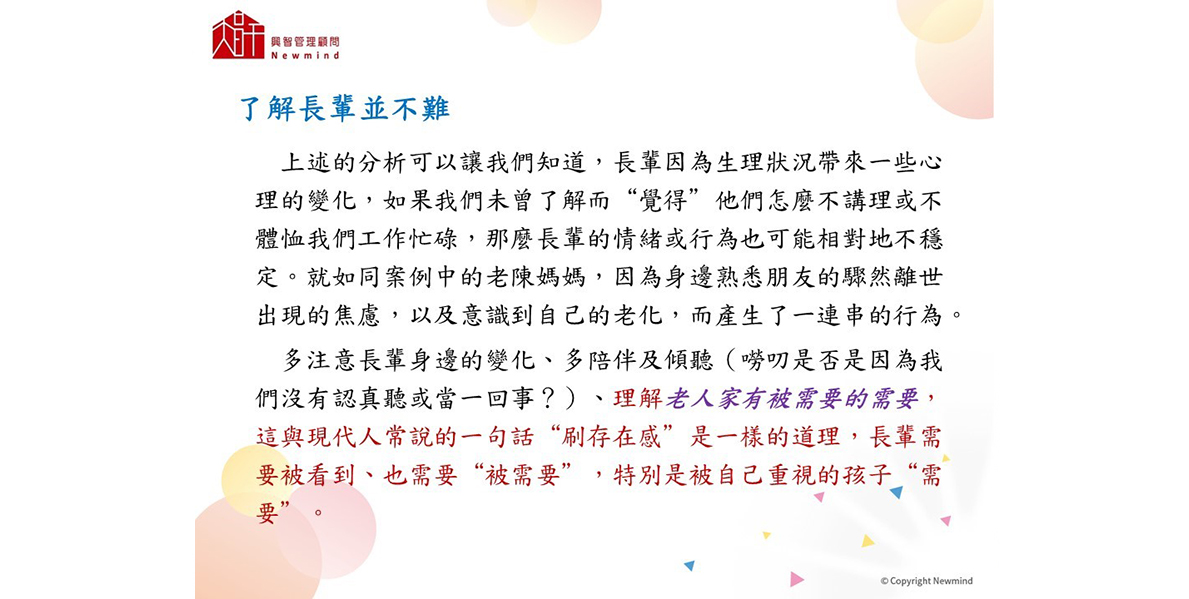 興智管理顧問
Newmind
了解長輩並不難
上述的分析可以讓我們知道，長輩因為生理狀況帶來一些心
理的變化，如果我們未曾了解而“覺得”他們怎麼不講理或不
體恤我們工作忙碌，那麼長輩的情緒或行為也可能相對地不穩
定。就如同案例中的老陳媽媽，因為身邊熟悉朋友的驟然離世
出現的焦慮，以及意識到自己的老化，而產生了一連串的行為。
多注意長輩身邊的變化、多陪伴及傾聽（嘮叨是否是因為我
們沒有認真聽或當一回事？）、理解老人家有被需要的需要，
這與現代人常說的一句話“刷存在感”是一樣的道理，長輩需
要被看到、也需要“被需要”，特別是被自己重視的孩子“需
要”。
© Copyright Newmind